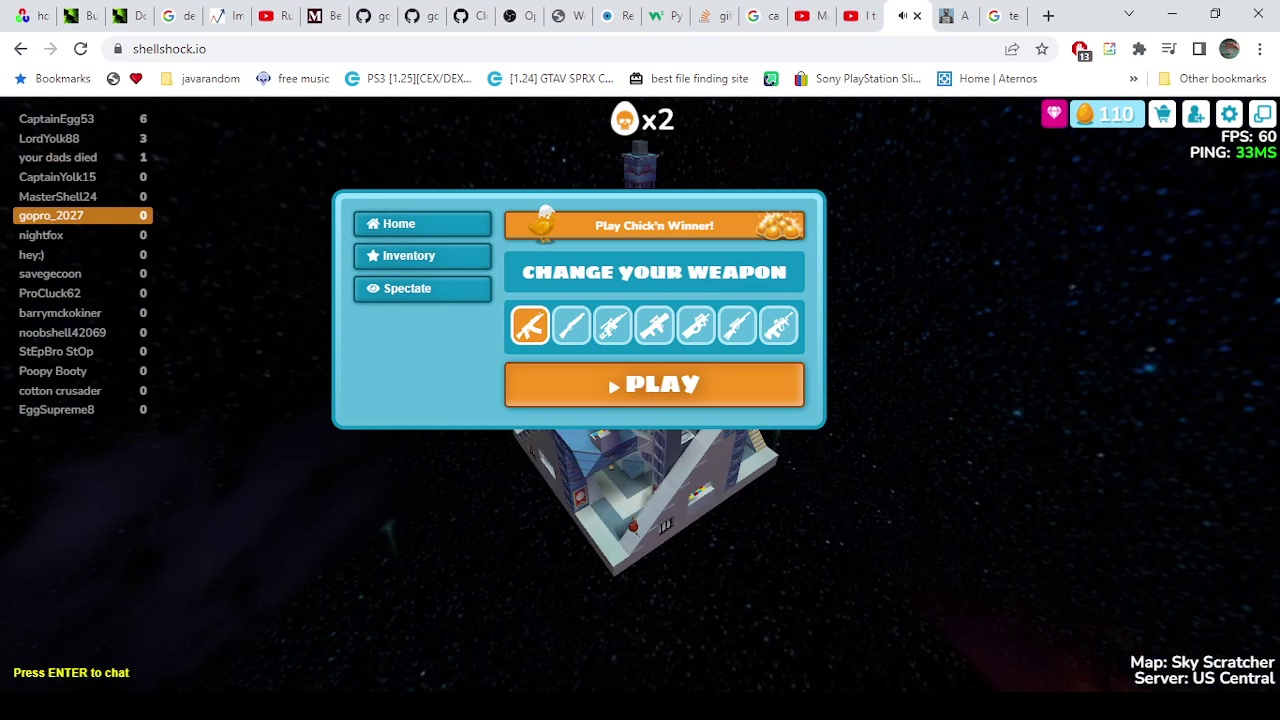 hc
Bu
Dc
de
Im
Ru
Be
gc
gc
Cl
Op
W
Re
Py
git
ca
M
I t
A
te
shellshock.io
13
Bookmarks
javarandom
free music
PS3 [1.25][CEX/DEX...
[1.24] GTAV SPRX C...
best file finding site
Sony PlayStation Sli...
Home | Aternos
»
Other bookmarks
CaptainEgg53 6
LordYolk88 3
your dads died 1
CaptainYolk15 0
MasterShell24 0
gopro_2027 0
nightfox 0
hey:) 0
savegecoon 0
ProCluck62 0
barrymckokiner 0
noobshell42069 0
StEpBro StOp 0
Poopy Booty 0
cotton crusader 0
EggSupreme8 0
x2
110
FPS: 60
PING: 33MS
Home
Inventory
Spectate
Play Chick'n Winner!
CHANGE YOUR WEAPON
PLAY
Press ENTER to chat
Map: Sky Scratcher
Server: US Central